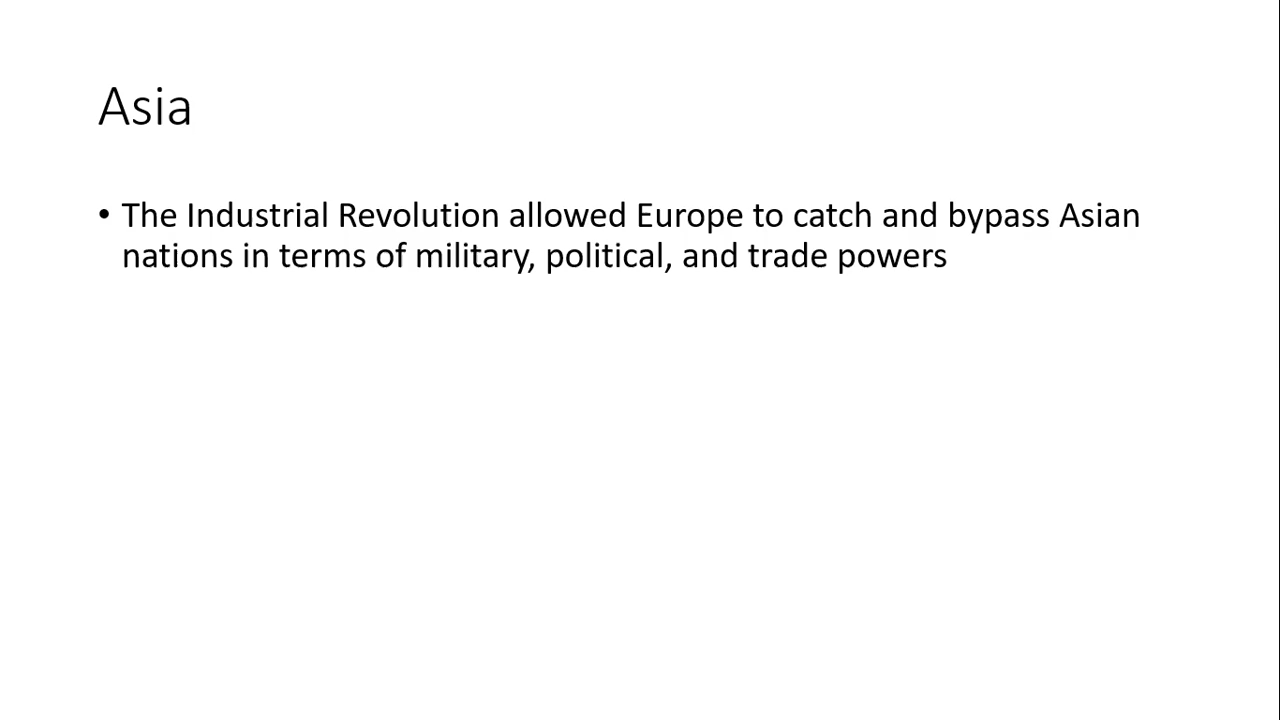 Asia
• The Industrial Revolution allowed Europe to catch and bypass Asian
nations in terms of military, political, and trade powers